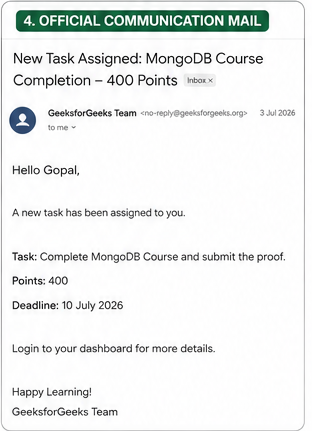 4. OFFICIAL COMMUNICATION MAIL
New Task Assigned: MongoDB Course
Completion – 400 Points Inbox ×
GeeksforGeeks Team <no-reply@geeksforgeeks.org> 3 Jul 2026
to me
Hello Gopal,
A new task has been assigned to you.
Task: Complete MongoDB Course and submit the proof.
Points: 400
Deadline: 10 July 2026
Login to your dashboard for more details.
Happy Learning!
GeeksforGeeks Team